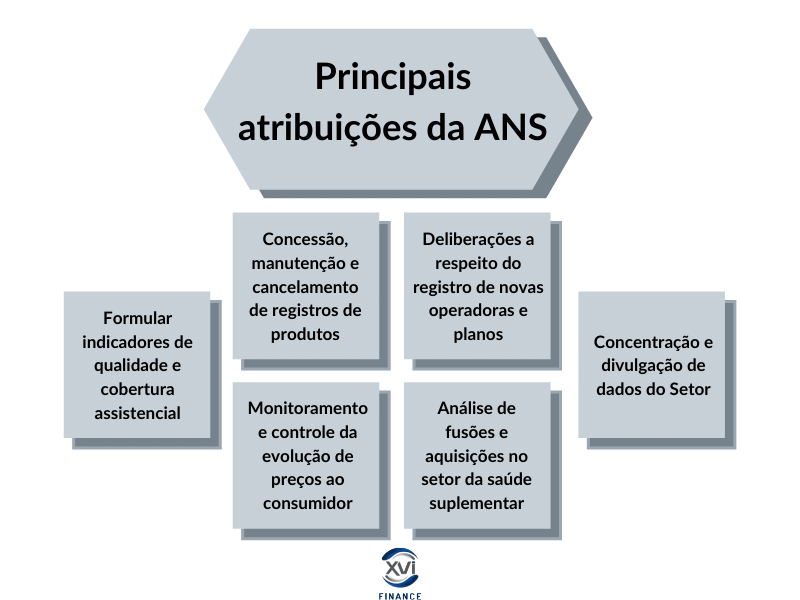 Principais
atribuições da ANS
Concessão,
manutenção e
cancelamento
de registros de
produtos
Deliberações a
respeito do
registro de novas
operadoras e
planos
Formular
indicadores de
qualidade e
cobertura
assistencial
Concentração e
divulgação de
dados do Setor
Monitoramento
e controle da
evolução de
preços ao
consumidor
Análise de
fusões e
aquisições no
setor da saúde
suplementar
XVi
FINANCE